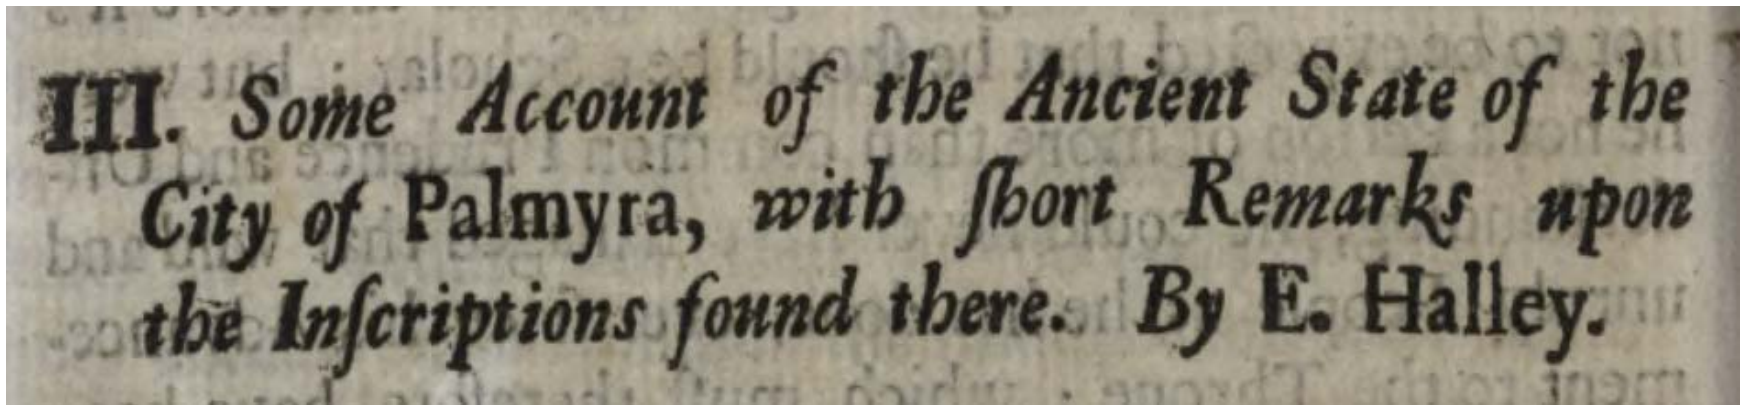 III. Some Account of the Ancient State of the
City of Palmyra, with ſhort Remarks upon
the Inſcriptions found there. By E. Halley.